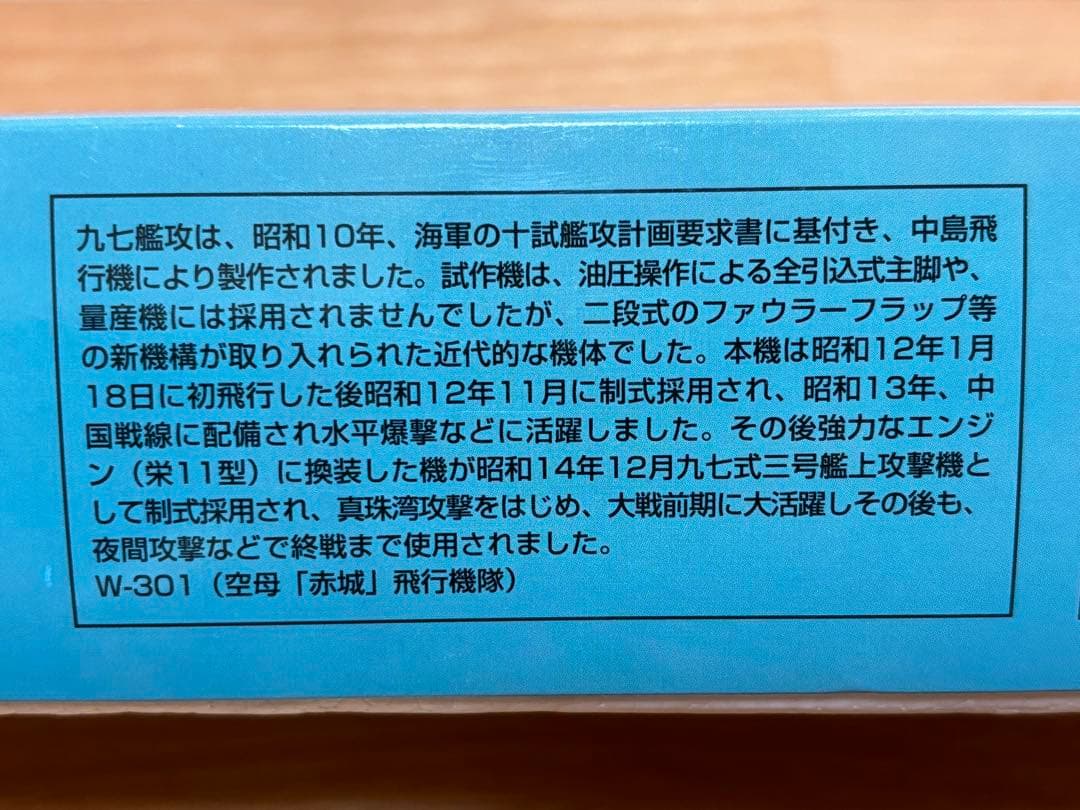 九七艦攻は、昭和10年、海軍の十試艦攻計画要求書に基付き、中島飛
行機により製作されました。試作機は、油圧操作による全引込式主脚や、
量産機には採用されませんでしたが、二段式のファウラーフラップ等
の新機構が取り入れられた近代的な機体でした。本機は昭和12年1月
18日に初飛行した後昭和12年11月に制式採用され、昭和13年、中
国戦線に配備され水平爆撃などに活躍しました。その後強力なエンジ
ン（栄11型）に換装した機が昭和14年12月九七式三号艦上攻撃機と
して制式採用され、真珠湾攻撃をはじめ、大戦前期に大活躍しその後も、
夜間攻撃などで終戦まで使用されました。
W-301（空母「赤城」飛行機隊）